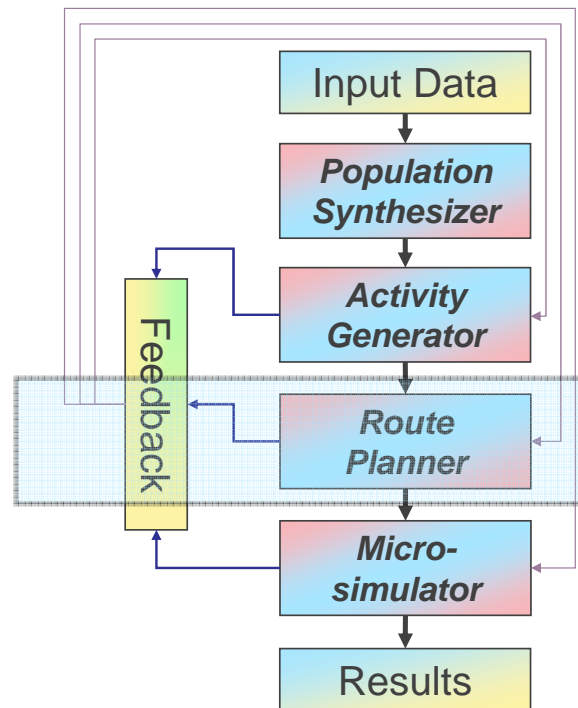 Input Data
Population
Synthesizer
Activity
Generator
Feedback
Route
Planner
Micro-
simulator
Results